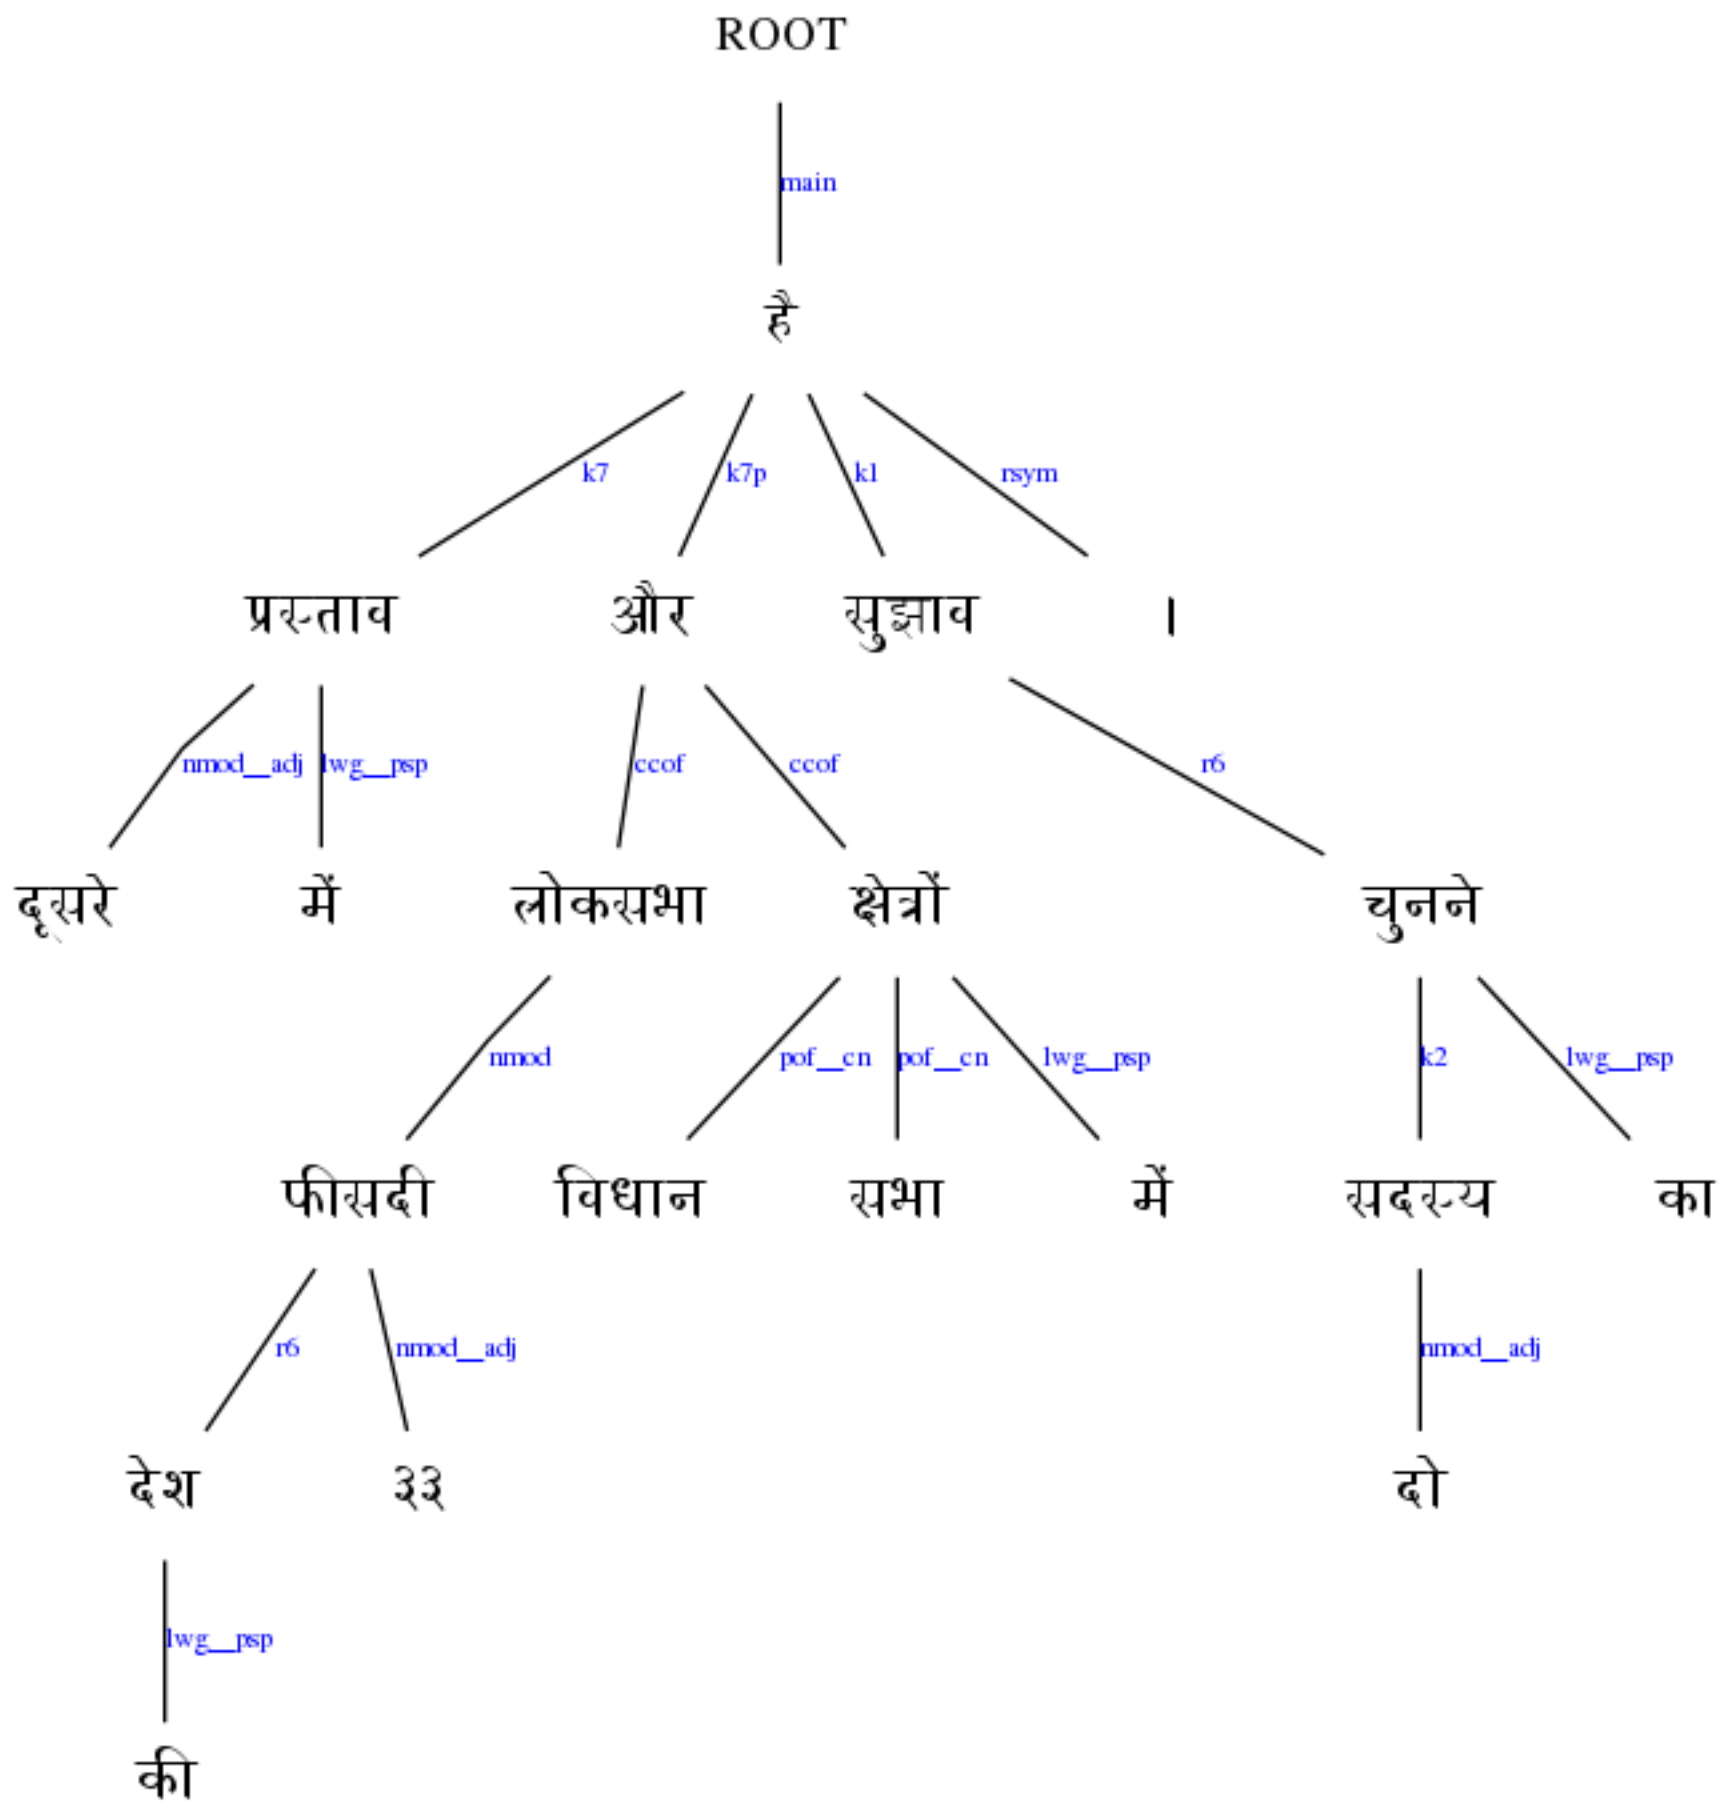 ROOT
main
है
k7 k7p k1 rsym
प्रस्ताव और सुझाव ।
nmod__adj lwg__psp ccof ccof r6
दूसरे में लोकसभा क्षेत्रों चुनने
nmod pof__cn pof__cn lwg__psp k2 lwg__psp
फीसदी विधान सभा में सदस्य का
r6 nmod__adj nmod__adj
देश ३३ दो
lwg__psp
की